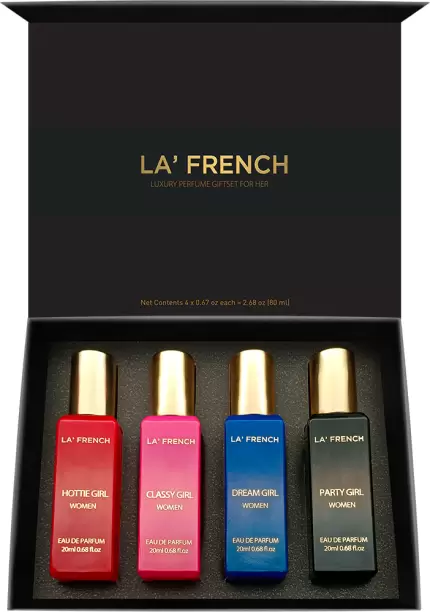 LA' FRENCH
LUXURY PERFUME GIFTSET FOR HER
Net Contents 4 x 0.67 oz each = 2.68 oz (80 ml)
LA' FRENCH
HOTTIE GIRL
WOMEN
EAU DE PARFUM
20ml 0.68 fl.oz
LA' FRENCH
CLASSY GIRL
WOMEN
EAU DE PARFUM
20ml 0.68 fl.oz
LA' FRENCH
DREAM GIRL
WOMEN
EAU DE PARFUM
20ml 0.68 fl.oz
LA' FRENCH
PARTY GIRL
WOMEN
EAU DE PARFUM
20ml 0.68 fl.oz